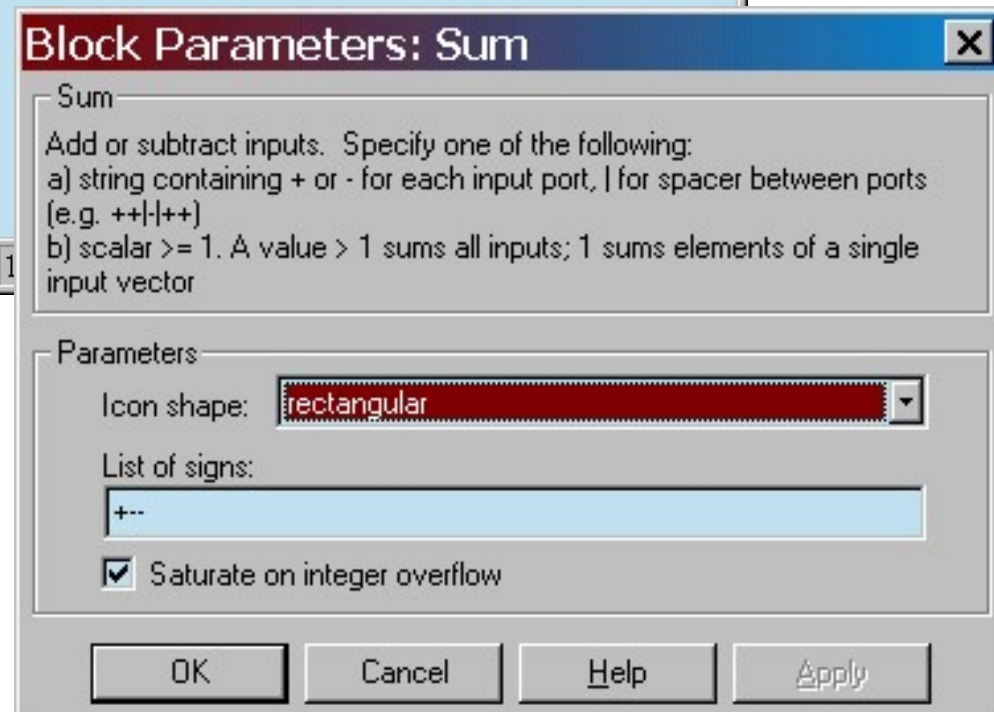 Block Parameters: Sum
Sum
Add or subtract inputs.  Specify one of the following:
a) string containing + or - for each input port, | for spacer between ports
(e.g. ++|-|++)
b) scalar >= 1. A value > 1 sums all inputs; 1 sums elements of a single
input vector
1
Parameters
Icon shape: rectangular
List of signs:
+--
Saturate on integer overflow
OK Cancel Help Apply